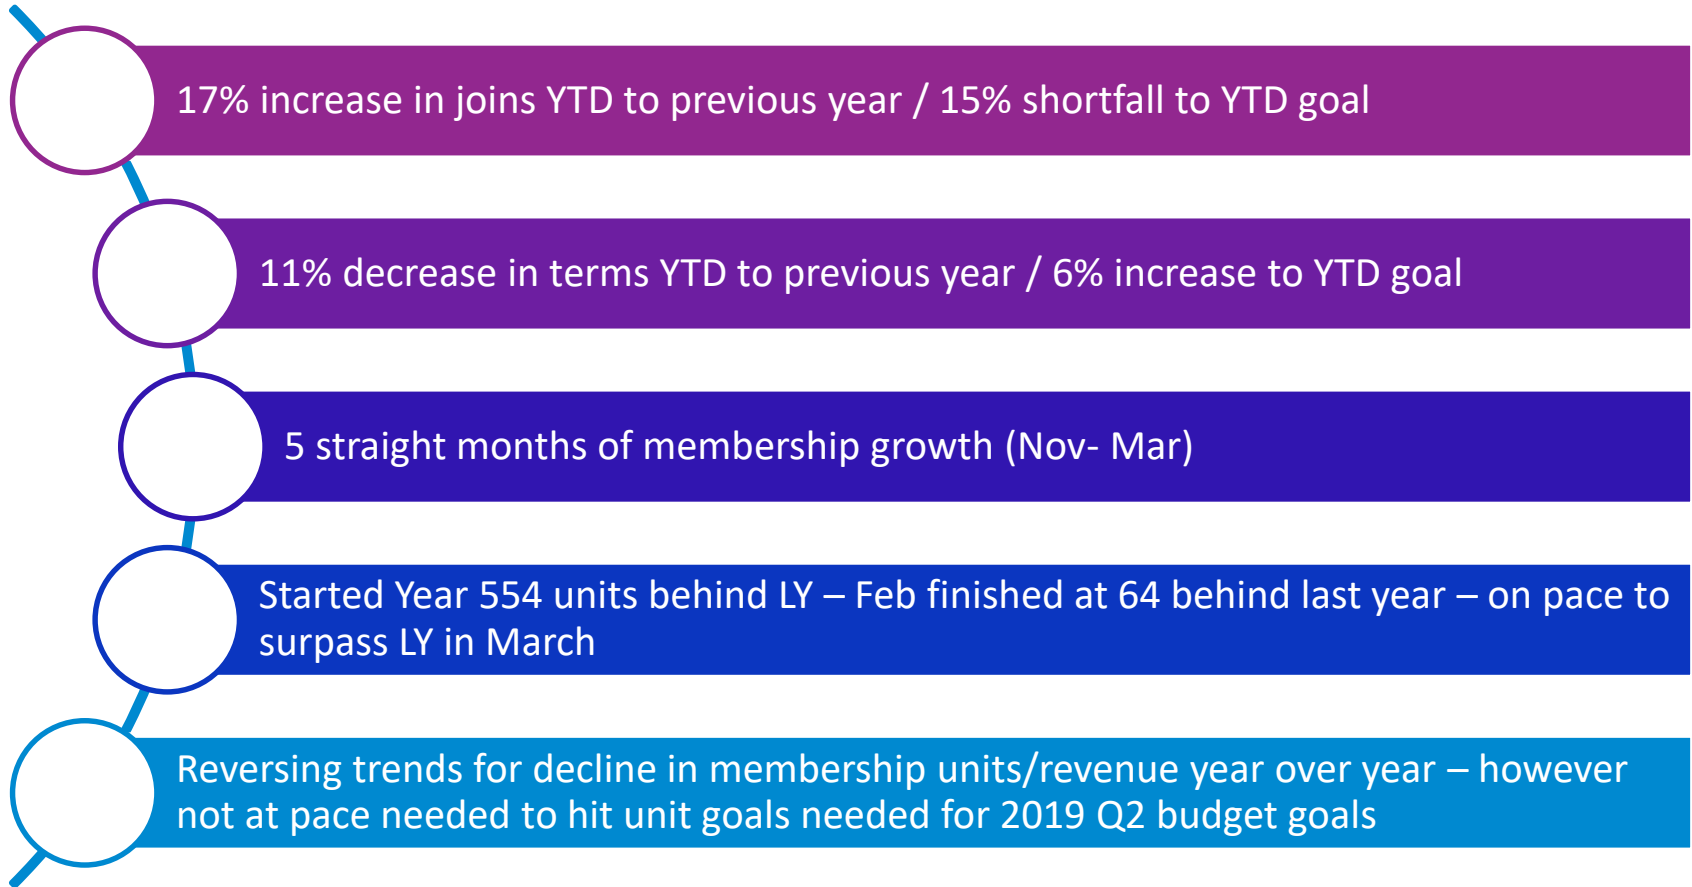 17% increase in joins YTD to previous year / 15% shortfall to YTD goal
11% decrease in terms YTD to previous year / 6% increase to YTD goal
5 straight months of membership growth (Nov- Mar)
Started Year 554 units behind LY – Feb finished at 64 behind last year – on pace to
surpass LY in March
Reversing trends for decline in membership units/revenue year over year – however
not at pace needed to hit unit goals needed for 2019 Q2 budget goals